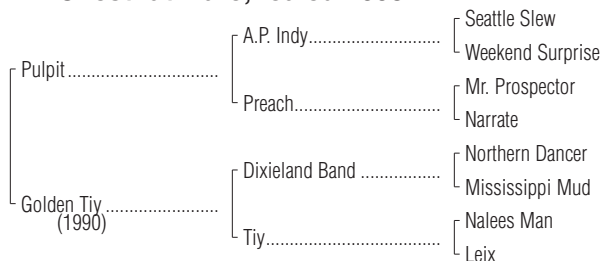 Seattle Slew
A.P. Indy
Weekend Surprise
Pulpit
Mr. Prospector
Preach
Narrate
Northern Dancer
Dixieland Band
Mississippi Mud
Golden Tiy
(1990)
Nalees Man
Tiy
Leix